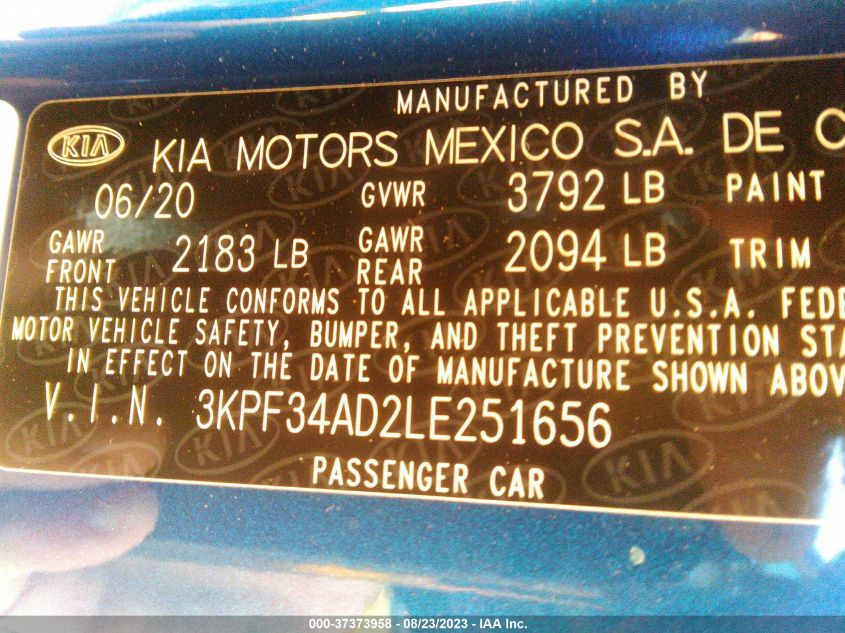 MANUFACTURED BY
KIA KIA MOTORS MEXICO S.A. DE C
06/20 GVWR 3792 LB PAINT
GAWR FRONT 2183 LB GAWR REAR 2094 LB TRIM
THIS VEHICLE CONFORMS TO ALL APPLICABLE U.S.A. FEDE
MOTOR VEHICLE SAFETY, BUMPER, AND THEFT PREVENTION STA
IN EFFECT ON THE DATE OF MANUFACTURE SHOWN ABOV
V.I.N. 3KPF34AD2LE251656
PASSENGER CAR
000-37373958 | 08/23/2023 - IAA Inc.